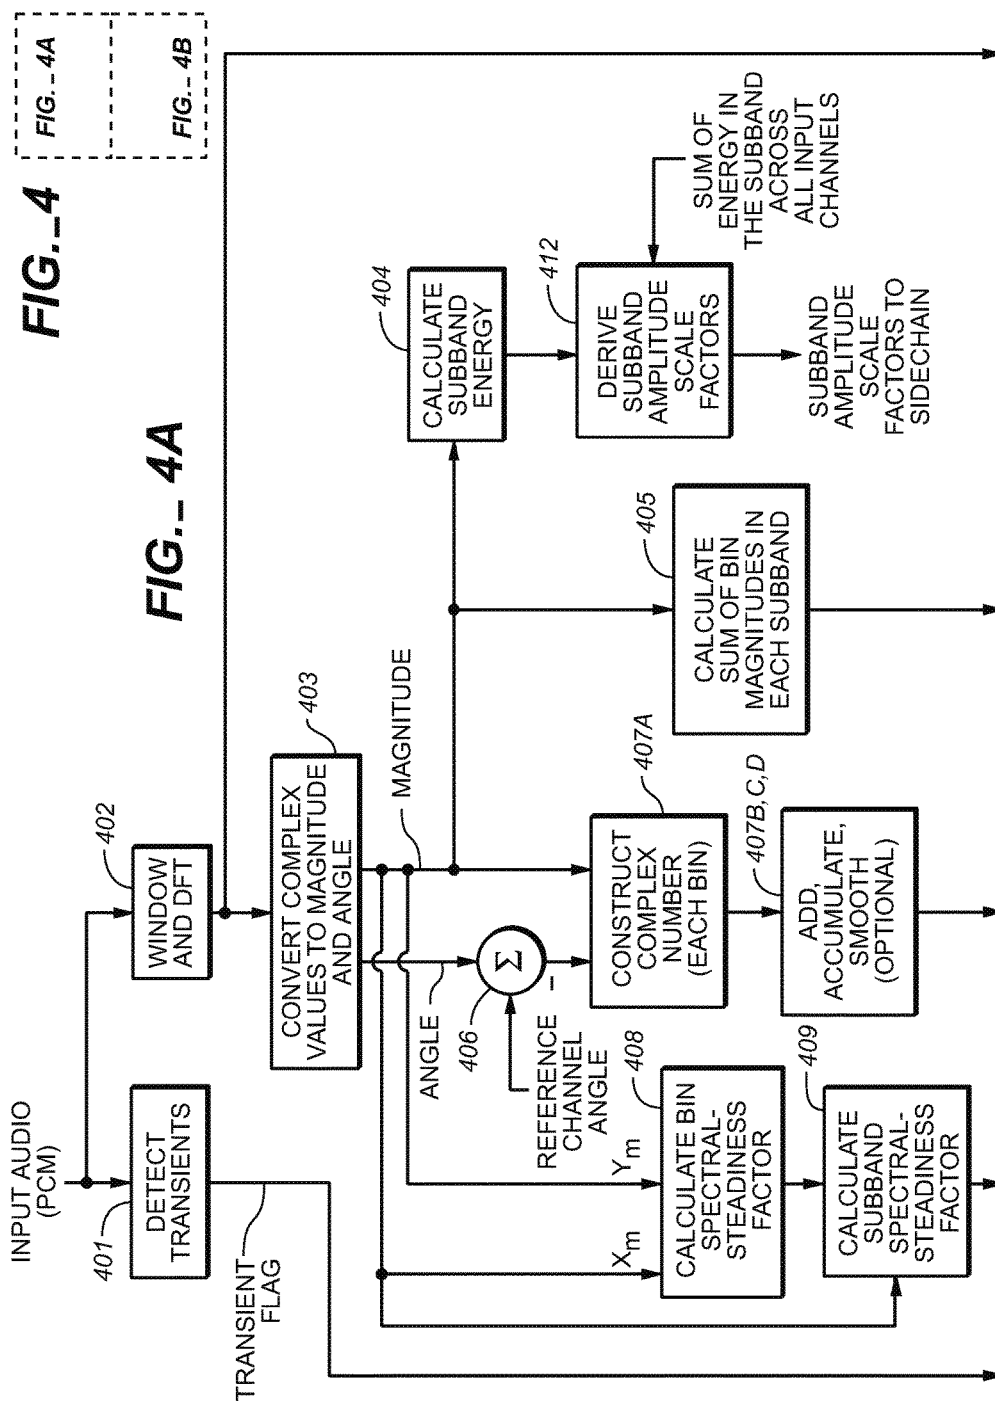 FIG._4
FIG._4A
FIG._4B
FIG._4A
INPUT AUDIO
(PCM)
401
DETECT
TRANSIENTS
TRANSIENT
FLAG
402
WINDOW
AND DFT
403
CONVERT COMPLEX
VALUES TO MAGNITUDE
AND ANGLE
ANGLE
MAGNITUDE
404
CALCULATE
SUBBAND
ENERGY
406
Σ
-
REFERENCE
CHANNEL
ANGLE
412
DERIVE
SUBBAND
AMPLITUDE
SCALE
FACTORS
SUM OF
ENERGY IN
THE SUBBAND
ACROSS
ALL INPUT
CHANNELS
SUBBAND
AMPLITUDE
SCALE
FACTORS TO
SIDECHAIN
Xm
Ym
408
CALCULATE BIN
SPECTRAL-
STEADINESS
FACTOR
407A
CONSTRUCT
COMPLEX
NUMBER
(EACH BIN)
405
CALCULATE
SUM OF BIN
MAGNITUDES IN
EACH SUBBAND
409
CALCULATE
SUBBAND
SPECTRAL-
STEADINESS
FACTOR
407B,C,D
ADD,
ACCUMULATE,
SMOOTH
(OPTIONAL)